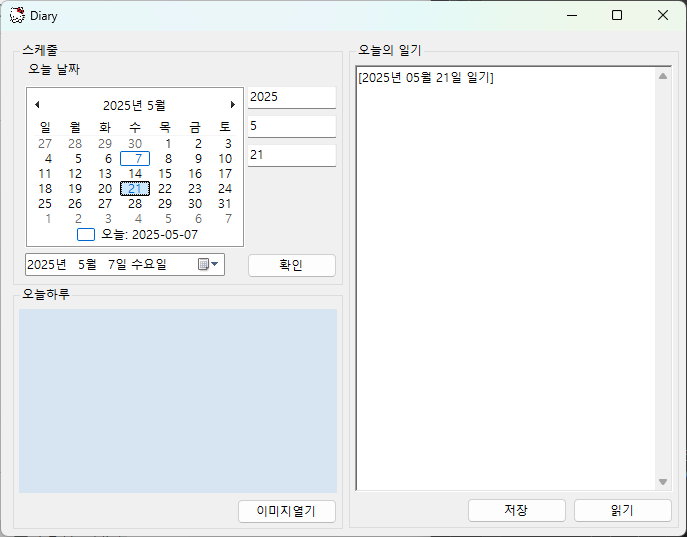 Diary
스케줄
오늘 날짜
2025년 5월
일 월 화 수 목 금 토
27 28 29 30 1 2 3
4 5 6 7 8 9 10
11 12 13 14 15 16 17
18 19 20 21 22 23 24
25 26 27 28 29 30 31
1 2 3 4 5 6 7
오늘: 2025-05-07
2025
5
21
2025년 5월 7일 수요일
확인
오늘하루
이미지열기
오늘의 일기
[2025년 05월 21일 일기]
저장
읽기